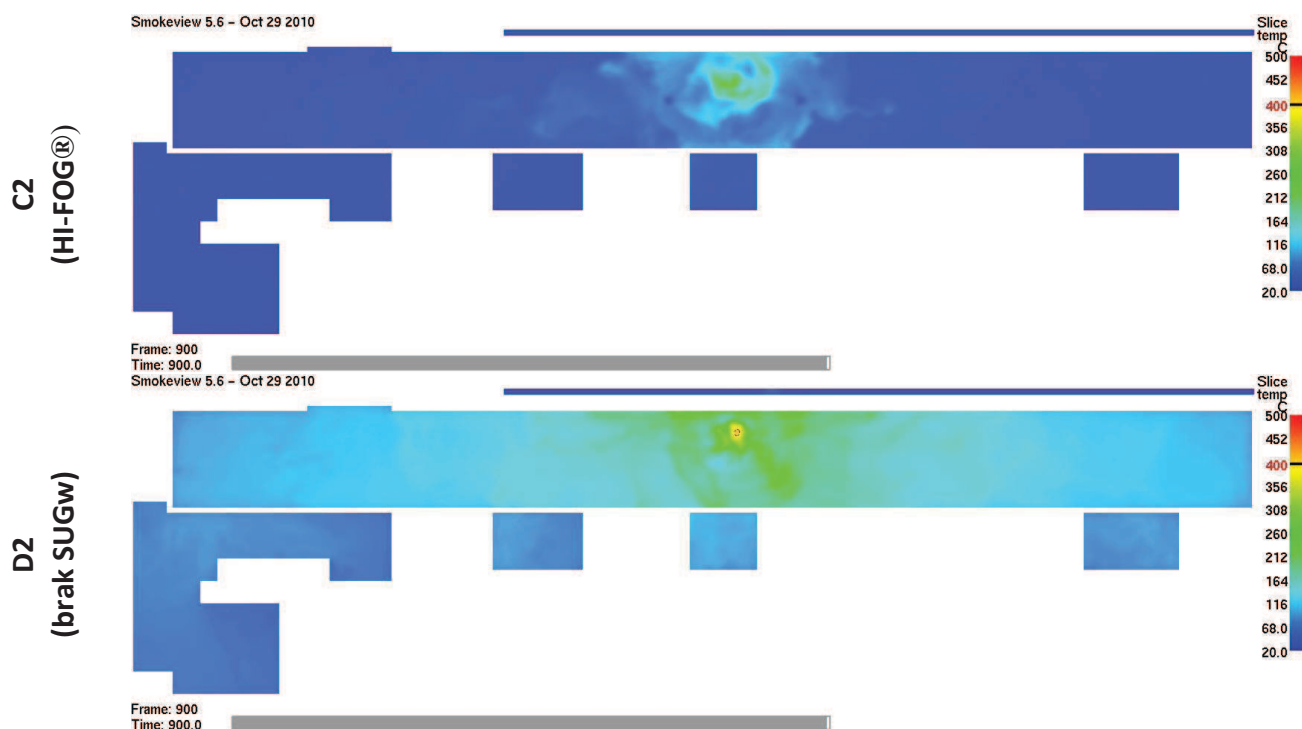 Smokeview 5.6 – Oct 29 2010
Slice
temp
C
500
452
400
356
308
260
212
164
116
68.0
20.0
C2
(HI-FOG®)
Frame: 900
Time: 900.0
Smokeview 5.6 – Oct 29 2010
Slice
temp
C
500
452
400
356
308
260
212
164
116
68.0
20.0
D2
(brak SUGw)
Frame: 900
Time: 900.0